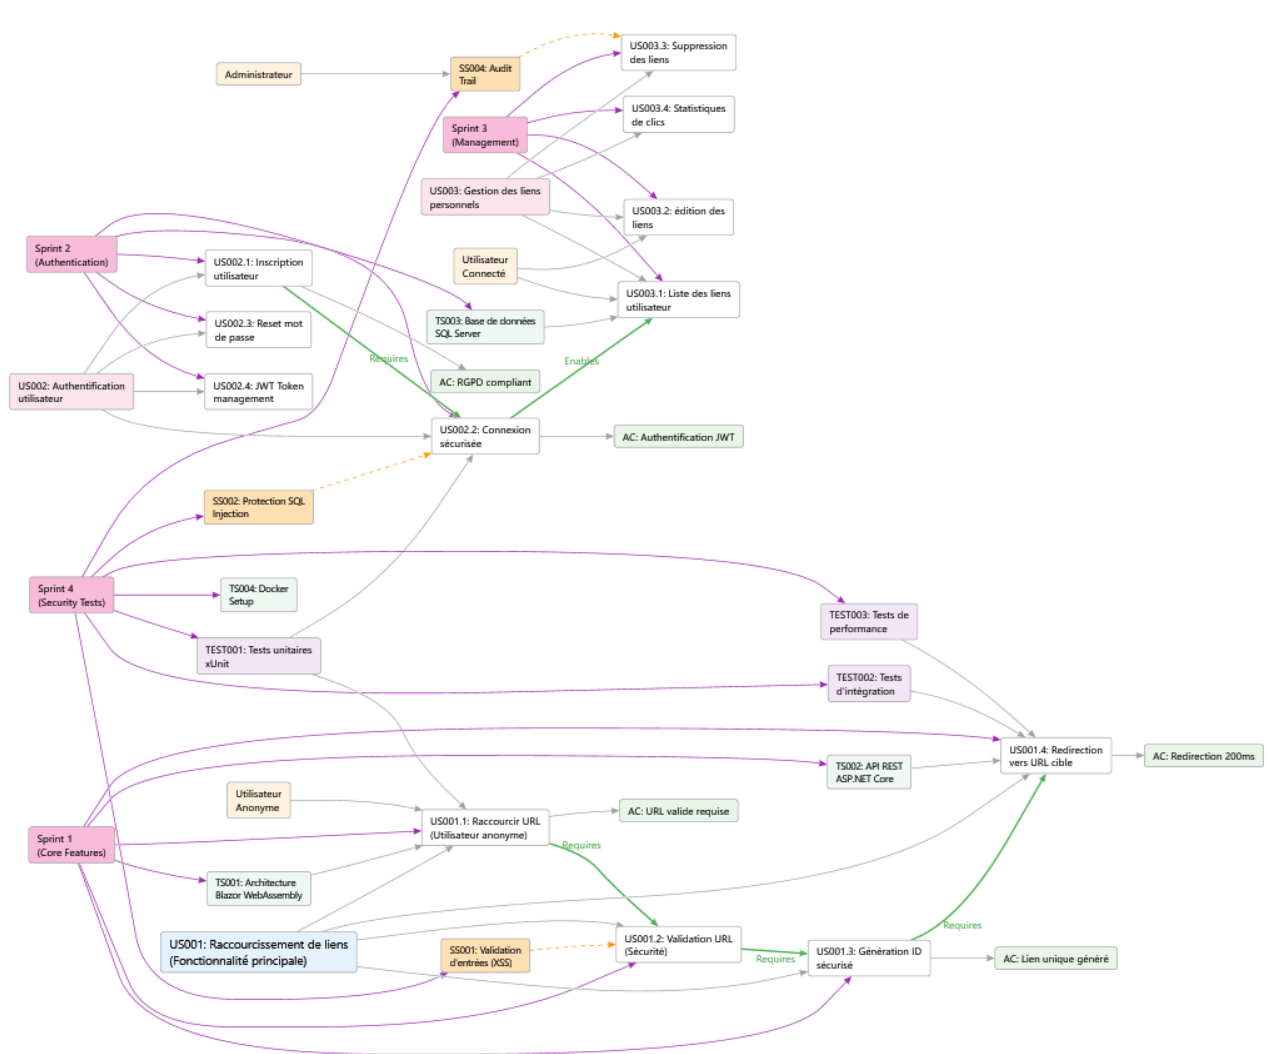 US003.3: Suppression
des liens
Administrateur
SS004: Audit
Trail
US003.4: Statistiques
de clics
Sprint 3
(Management)
US003: Gestion des liens
personnels
US003.2: édition des
liens
Sprint 2
(Authentication)
US002.1: Inscription
utilisateur
Utilisateur
Connecté
US003.1: Liste des liens
utilisateur
US002.3: Reset mot
de passe
TS003: Base de données
SQL Server
Requires
Enables
US002: Authentification
utilisateur
US002.4: JWT Token
management
AC: RGPD compliant
US002.2: Connexion
sécurisée
AC: Authentification JWT
SS002: Protection SQL
Injection
Sprint 4
(Security Tests)
TS004: Docker
Setup
TEST003: Tests de
performance
TEST001: Tests unitaires
xUnit
TEST002: Tests
d'intégration
US001.4: Redirection
vers URL cible
AC: Redirection 200ms
TS002: API REST
ASP.NET Core
Utilisateur
Anonyme
US001.1: Raccourcir URL
(Utilisateur anonyme)
AC: URL valide requise
Sprint 1
(Core Features)
Requires
TS001: Architecture
Blazor WebAssembly
US001: Raccourcissement de liens
(Fonctionnalité principale)
SS001: Validation
d'entrées (XSS)
US001.2: Validation URL
(Sécurité)
Requires
US001.3: Génération ID
sécurisé
Requires
AC: Lien unique généré